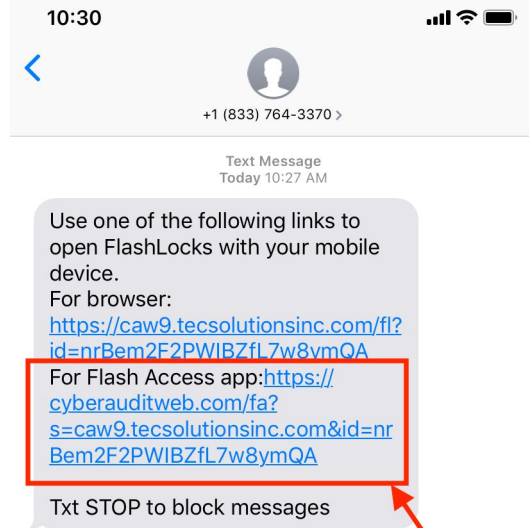 10:30
+1 (833) 764-3370 >
Text Message
Today 10:27 AM
Use one of the following links to
open FlashLocks with your mobile
device.
For browser:
https://caw9.tecsolutionsinc.com/fl?
id=nrBem2F2PWIBZfL7w8ymQA
For Flash Access app:https://
cyberauditweb.com/fa?
s=caw9.tecsolutionsinc.com&id=nr
Bem2F2PWIBZfL7w8ymQA
Txt STOP to block messages